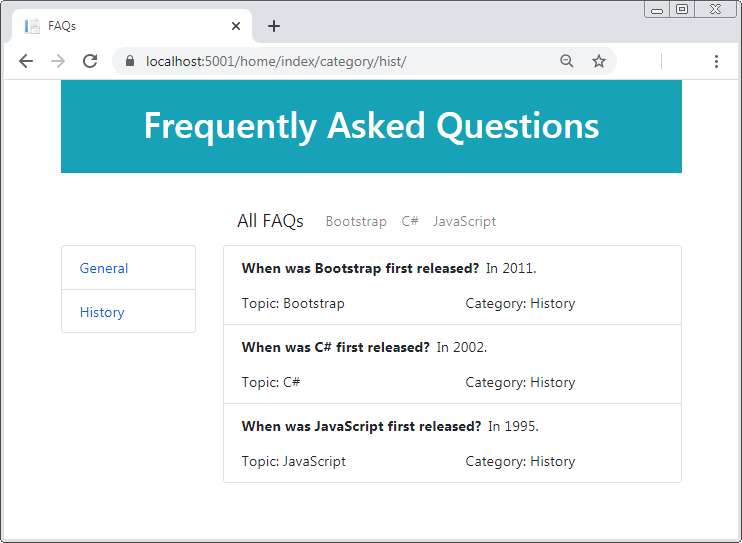 FAQs
localhost:5001/home/index/category/hist/
Frequently Asked Questions
All FAQs Bootstrap C# JavaScript
General
History
When was Bootstrap first released? In 2011.
Topic: Bootstrap Category: History
When was C# first released? In 2002.
Topic: C# Category: History
When was JavaScript first released? In 1995.
Topic: JavaScript Category: History